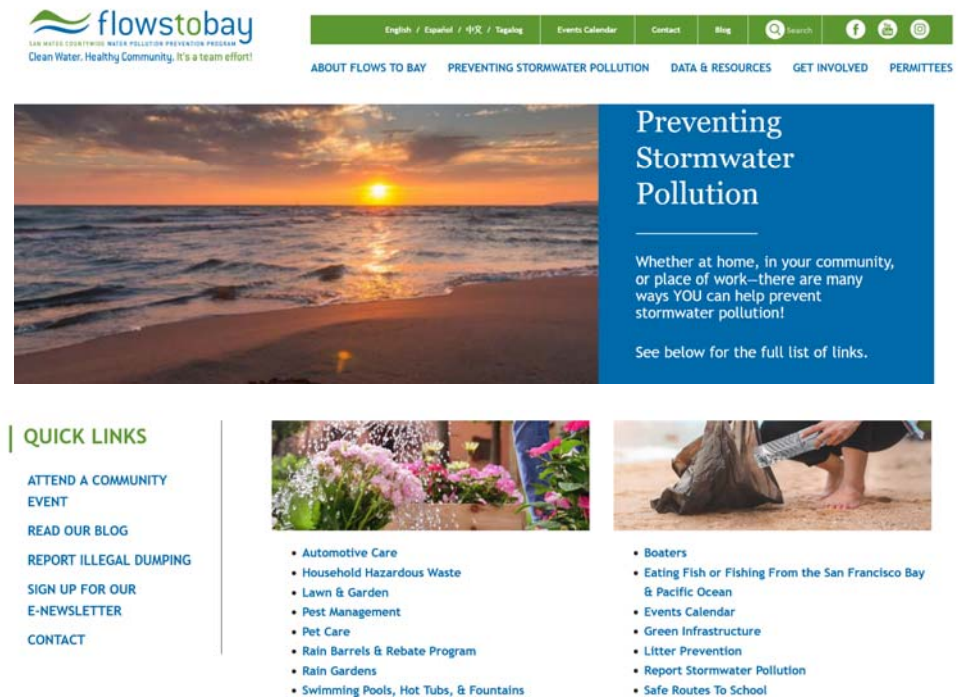 flowstobay
SAN MATEO COUNTYWIDE WATER POLLUTION PREVENTION PROGRAM
Clean Water. Healthy Community. It's a team effort!
English / Español / 中文 / Tagalog
Events Calendar
Contact
Blog
Search
ABOUT FLOWS TO BAY
PREVENTING STORMWATER POLLUTION
DATA & RESOURCES
GET INVOLVED
PERMITTEES
Preventing
Stormwater
Pollution
Whether at home, in your community,
or place of work—there are many
ways YOU can help prevent
stormwater pollution!
See below for the full list of links.
QUICK LINKS
ATTEND A COMMUNITY
EVENT
READ OUR BLOG
REPORT ILLEGAL DUMPING
SIGN UP FOR OUR
E-NEWSLETTER
CONTACT
• Automotive Care
• Household Hazardous Waste
• Lawn & Garden
• Pest Management
• Pet Care
• Rain Barrels & Rebate Program
• Rain Gardens
• Swimming Pools, Hot Tubs, & Fountains
• Boaters
• Eating Fish or Fishing From the San Francisco Bay
& Pacific Ocean
• Events Calendar
• Green Infrastructure
• Litter Prevention
• Report Stormwater Pollution
• Safe Routes To School